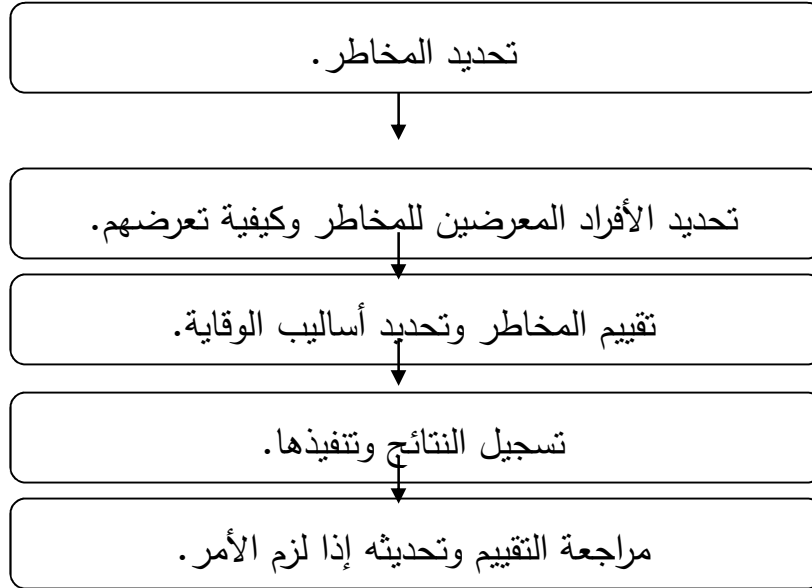 تحديد المخاطر.
تحديد الأفراد المعرضين للمخاطر وكيفية تعرضهم.
تقييم المخاطر وتحديد أساليب الوقاية.
تسجيل النتائج وتنفيذها.
مراجعة التقييم وتحديثه إذا لزم الأمر.